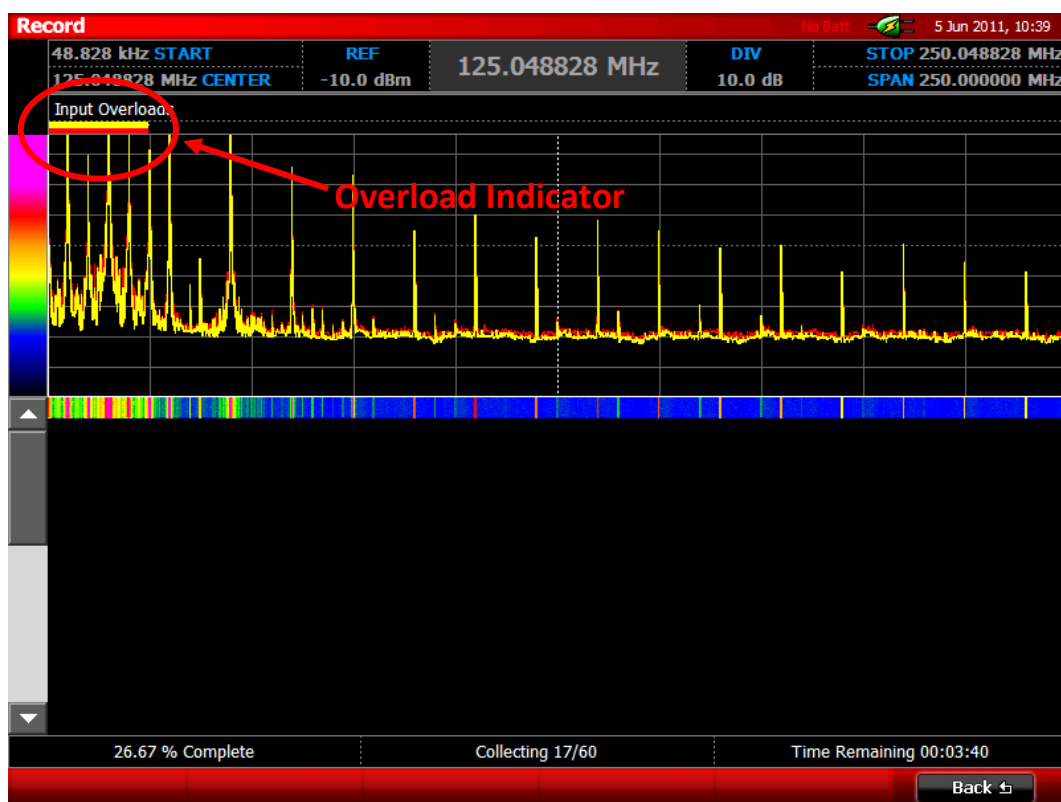 Record No Batt 5 Jun 2011, 10:39
48.828 kHz START REF 125.048828 MHz DIV STOP 250.048828 MHz
125.048828 MHz CENTER -10.0 dBm 10.0 dB SPAN 250.000000 MHz
Input Overloads
Overload Indicator
26.67 % Complete Collecting 17/60 Time Remaining 00:03:40
Back